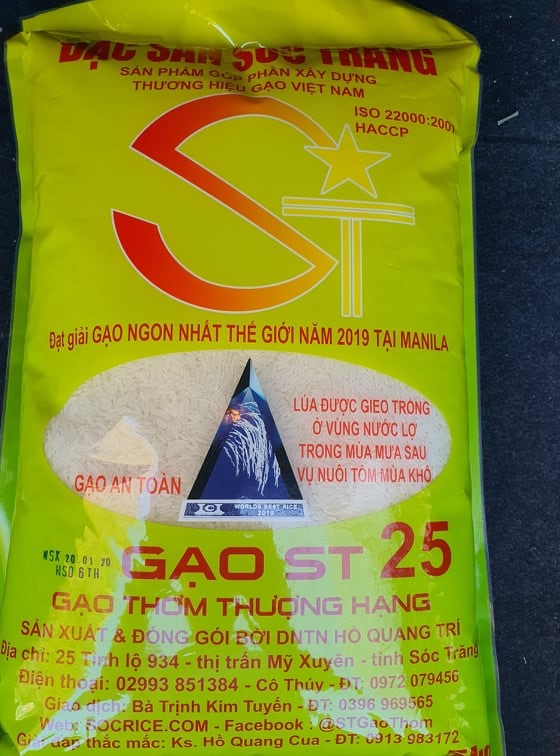 ĐẶC SẢN SÓC TRĂNG
SẢN PHẨM GÓP PHẦN XÂY DỰNG
THƯƠNG HIỆU GẠO VIỆT NAM
ISO 22000:200
HACCP
ST
Đạt giải GẠO NGON NHẤT THẾ GIỚI NĂM 2019 TẠI MANILA
LÚA ĐƯỢC GIEO TRỒNG
Ở VÙNG NƯỚC LỢ
TRONG MÙA MƯA SAU
VỤ NUÔI TÔM MÙA KHÔ
GẠO AN TOÀN
WORLD'S BEST RICE
2019
NSX 20.01.20
HSD 6TH
GẠO ST 25
GẠO THƠM THƯỢNG HẠNG
SẢN XUẤT & ĐÓNG GÓI BỞI DNTN HỒ QUANG TRÍ
Địa chỉ: 25 Tỉnh lộ 934 - thị trấn Mỹ Xuyên - tỉnh Sóc Trăng
Điện thoại: 02993 851384 - Cô Thúy - ĐT: 0972 079456
Giao dịch: Bà Trịnh Kim Tuyến - ĐT: 0396 969565
Web: SOCRICE.COM - Facebook : @STGaoThom
Giải đáp thắc mắc: Ks. Hồ Quang Cua - ĐT: 0913 983172